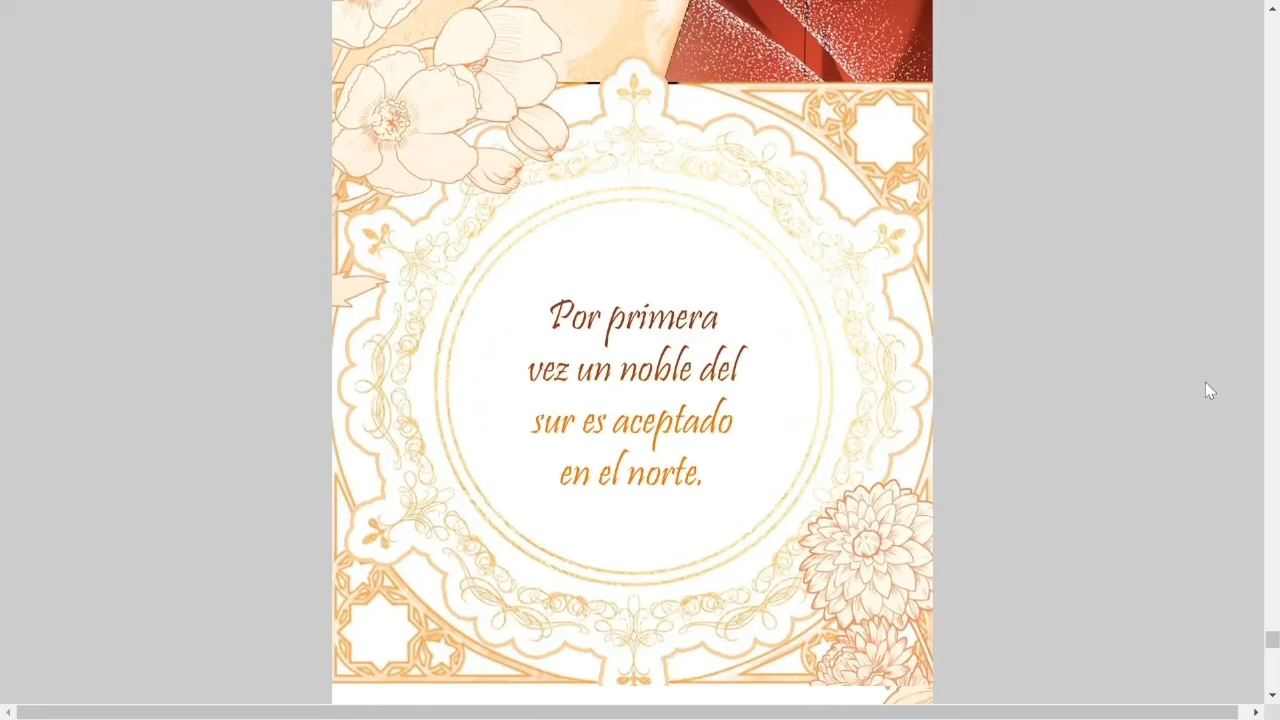 Por primera
vez un noble del
sur es aceptado
en el norte.